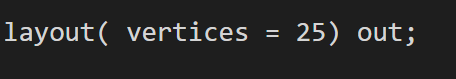 layout( vertices = 25) out;